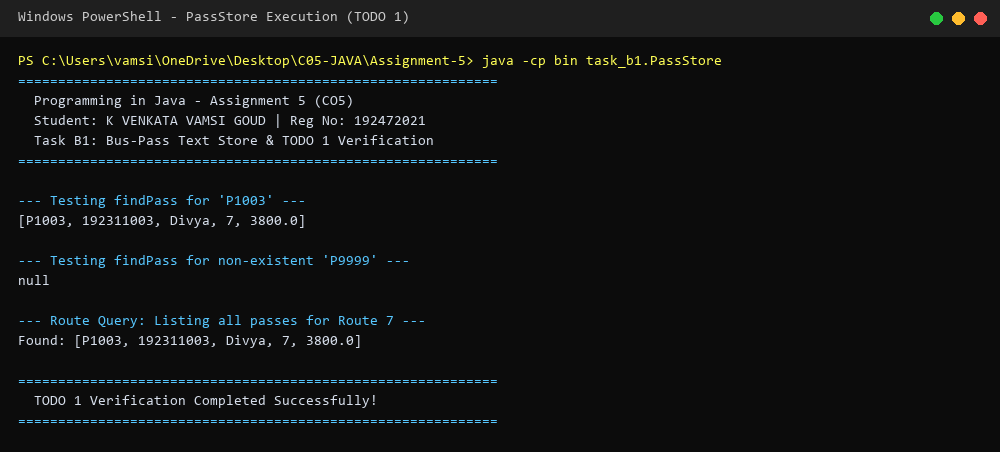 Windows PowerShell - PassStore Execution (TODO 1)
PS C:\Users\vamsi\OneDrive\Desktop\C05-JAVA\Assignment-5> java -cp bin task_b1.PassStore
============================================================
Programming in Java - Assignment 5 (CO5)
Student: K VENKATA VAMSI GOUD | Reg No: 192472021
Task B1: Bus-Pass Text Store & TODO 1 Verification
============================================================
--- Testing findPass for 'P1003' ---
[P1003, 192311003, Divya, 7, 3800.0]
--- Testing findPass for non-existent 'P9999' ---
null
--- Route Query: Listing all passes for Route 7 ---
Found: [P1003, 192311003, Divya, 7, 3800.0]
============================================================
TODO 1 Verification Completed Successfully!
============================================================